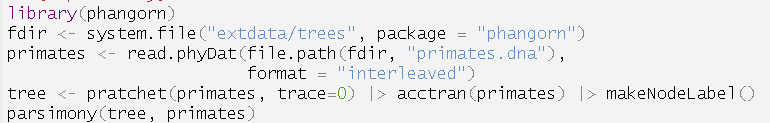 library(phangorn)
fdir <- system.file("extdata/trees", package = "phangorn")
primates <- read.phyDat(file.path(fdir, "primates.dna"),
                        format = "interleaved")
tree <- pratchet(primates, trace=0) |> acctran(primates) |> makeNodeLabel()
parsimony(tree, primates)